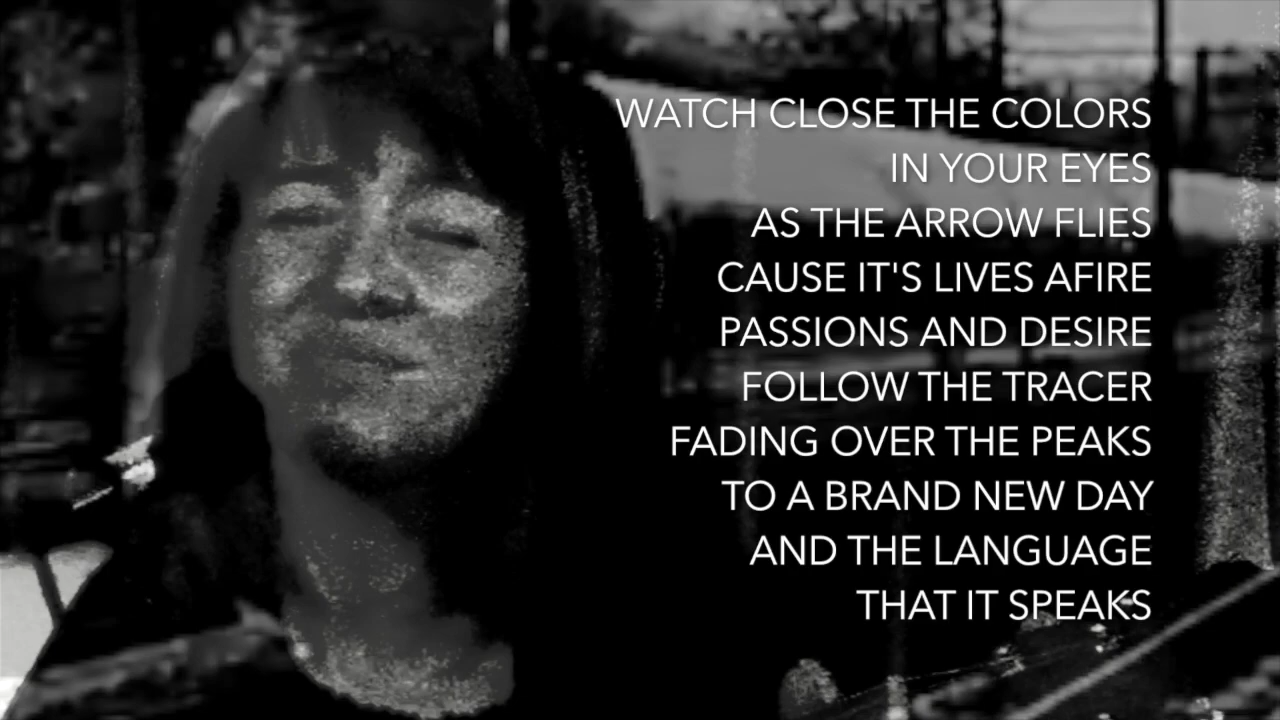 WATCH CLOSE THE COLORS
IN YOUR EYES
AS THE ARROW FLIES
CAUSE IT'S LIVES AFIRE
PASSIONS AND DESIRE
FOLLOW THE TRACER
FADING OVER THE PEAKS
TO A BRAND NEW DAY
AND THE LANGUAGE
THAT IT SPEAKS